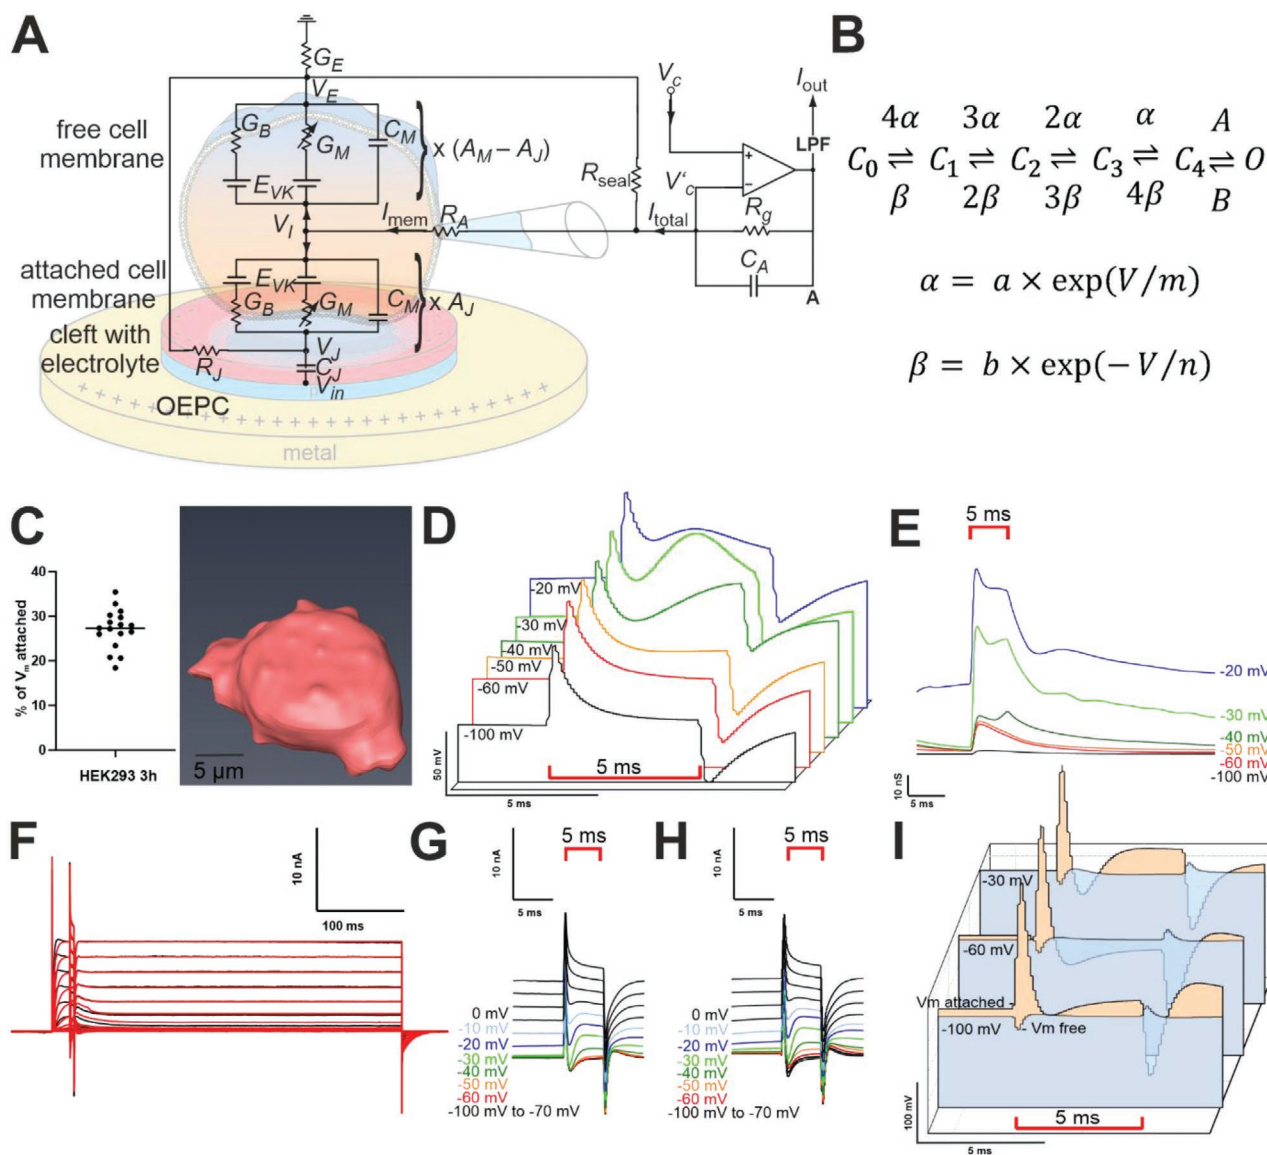 A
G_E
V_E
free cell
membrane
G_B
G_M
C_M
x (A_M – A_J)
E_VK
V_I
I_mem
R_A
R_seal
I_total
V_c
V'_c
+
–
I_out
LPF
R_g
C_A
A
attached cell
membrane
E_VK
G_B
G_M
C_M
x A_J
cleft with
electrolyte
V_J
R_J
C_J
V_in
OEPC
+ + + + + + + + + + + + + + + + +
metal
B
4α 3α 2α α A
C_0 ⇌ C_1 ⇌ C_2 ⇌ C_3 ⇌ C_4 ⇌ O
β 2β 3β 4β B
α = a × exp(V/m)
β = b × exp(−V/n)
C
% of V_m attached
40
30
20
10
0
HEK293 3h
5 µm
D
-20 mV
-30 mV
-40 mV
-50 mV
-60 mV
-100 mV
5 ms
50 mV
5 ms
E
5 ms
-20 mV
-30 mV
-40 mV
-50 mV
-60 mV
-100 mV
10 nS
5 ms
F
10 nA
100 ms
G
5 ms
10 nA
5 ms
0 mV
-10 mV
-20 mV
-30 mV
-40 mV
-50 mV
-60 mV
-100 mV to -70 mV
H
5 ms
10 nA
5 ms
0 mV
-10 mV
-20 mV
-30 mV
-40 mV
-50 mV
-60 mV
-100 mV to -70 mV
I
-30 mV
-60 mV
Vm attached -
-100 mV
- Vm free
100 mV
5 ms
5 ms